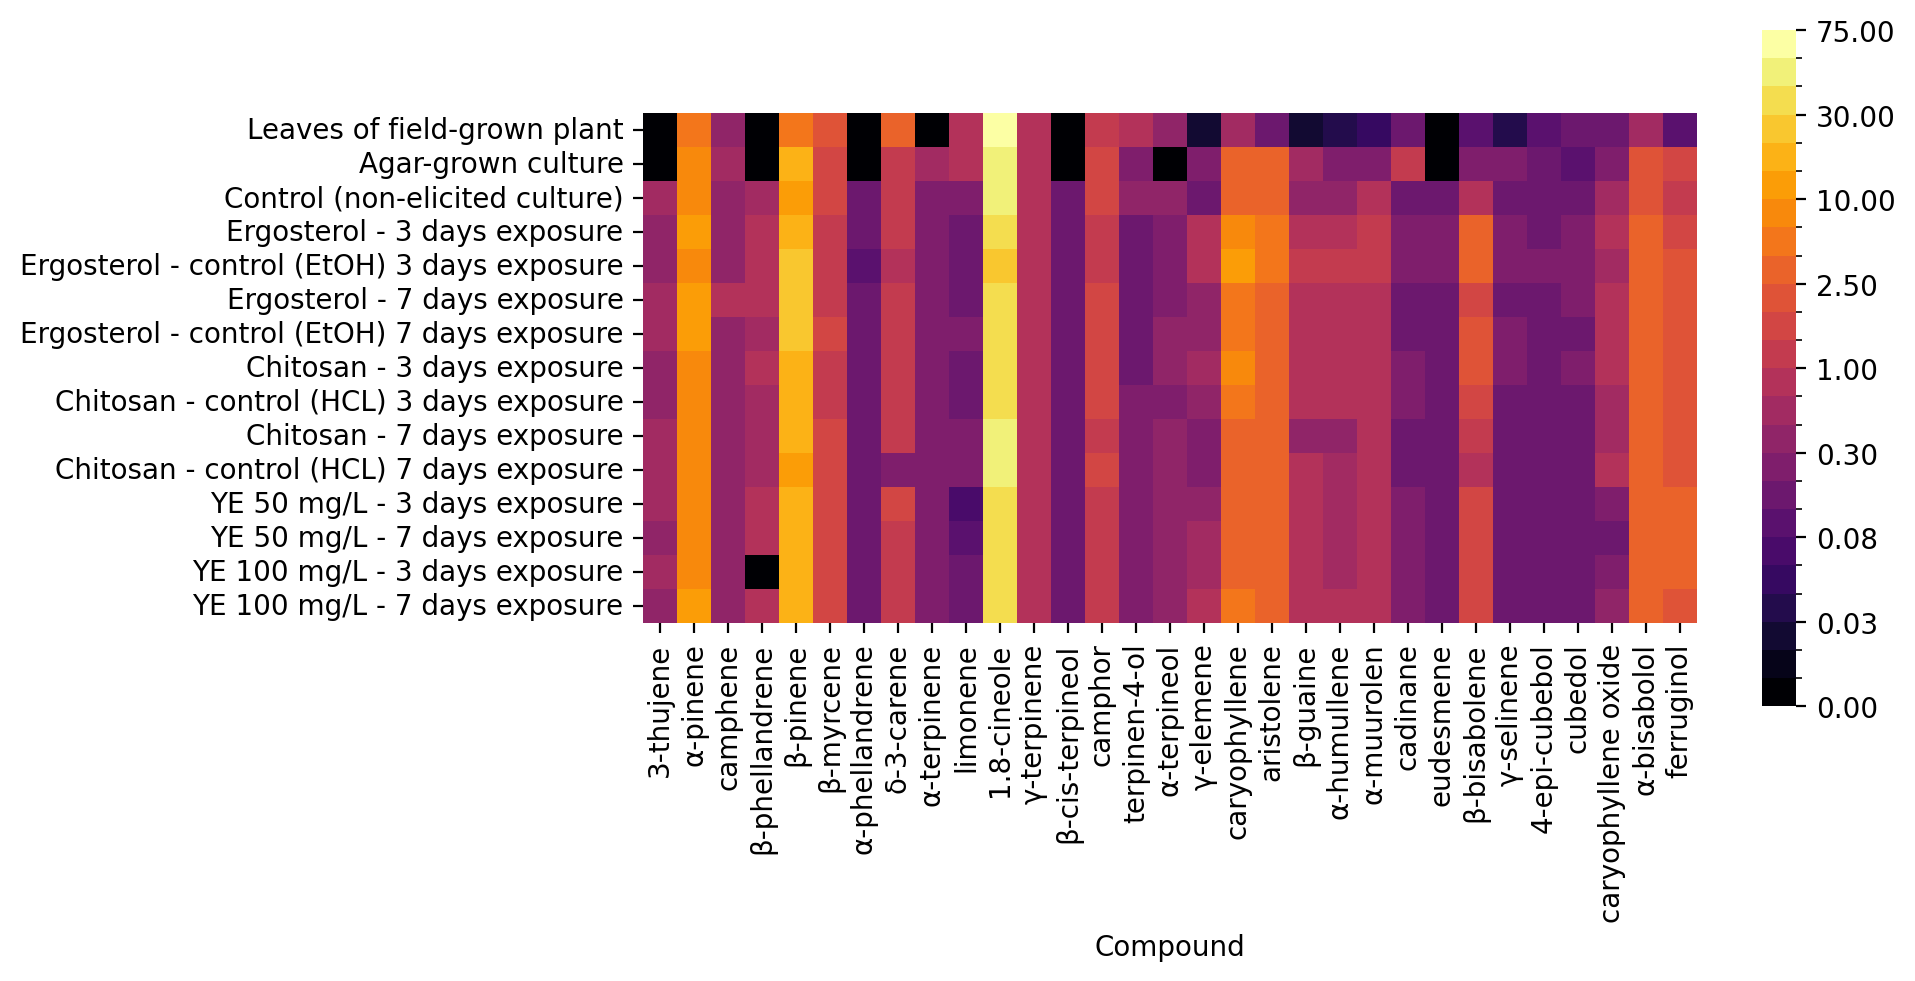 Leaves of field-grown plant
Agar-grown culture
Control (non-elicited culture)
Ergosterol - 3 days exposure
Ergosterol - control (EtOH) 3 days exposure
Ergosterol - 7 days exposure
Ergosterol - control (EtOH) 7 days exposure
Chitosan - 3 days exposure
Chitosan - control (HCL) 3 days exposure
Chitosan - 7 days exposure
Chitosan - control (HCL) 7 days exposure
YE 50 mg/L - 3 days exposure
YE 50 mg/L - 7 days exposure
YE 100 mg/L - 3 days exposure
YE 100 mg/L - 7 days exposure
3-thujene
α-pinene
camphene
β-phellandrene
β-pinene
β-myrcene
α-phellandrene
δ-3-carene
α-terpinene
limonene
1.8-cineole
γ-terpinene
β-cis-terpineol
camphor
terpinen-4-ol
α-terpineol
γ-elemene
caryophyllene
aristolene
β-guaine
α-humullene
α-muurolen
cadinane
eudesmene
β-bisabolene
γ-selinene
4-epi-cubebol
cubedol
caryophyllene oxide
α-bisabolol
ferruginol
Compound
75.00
30.00
10.00
2.50
1.00
0.30
0.08
0.03
0.00